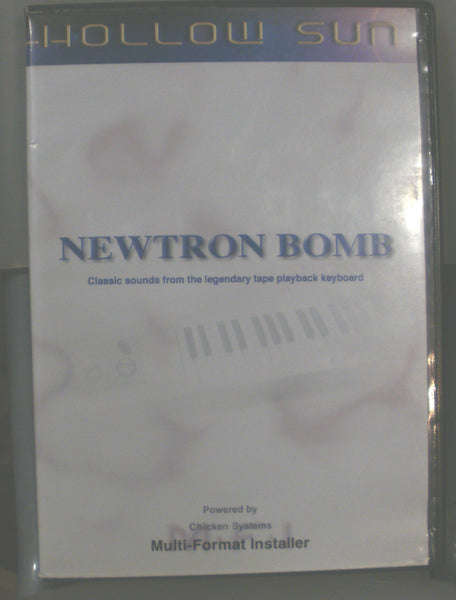 HOLLOW SUN
NEWTRON BOMB
Classic sounds from the legendary tape playback keyboard
Powered by
Chicken Systems
Multi-Format Installer